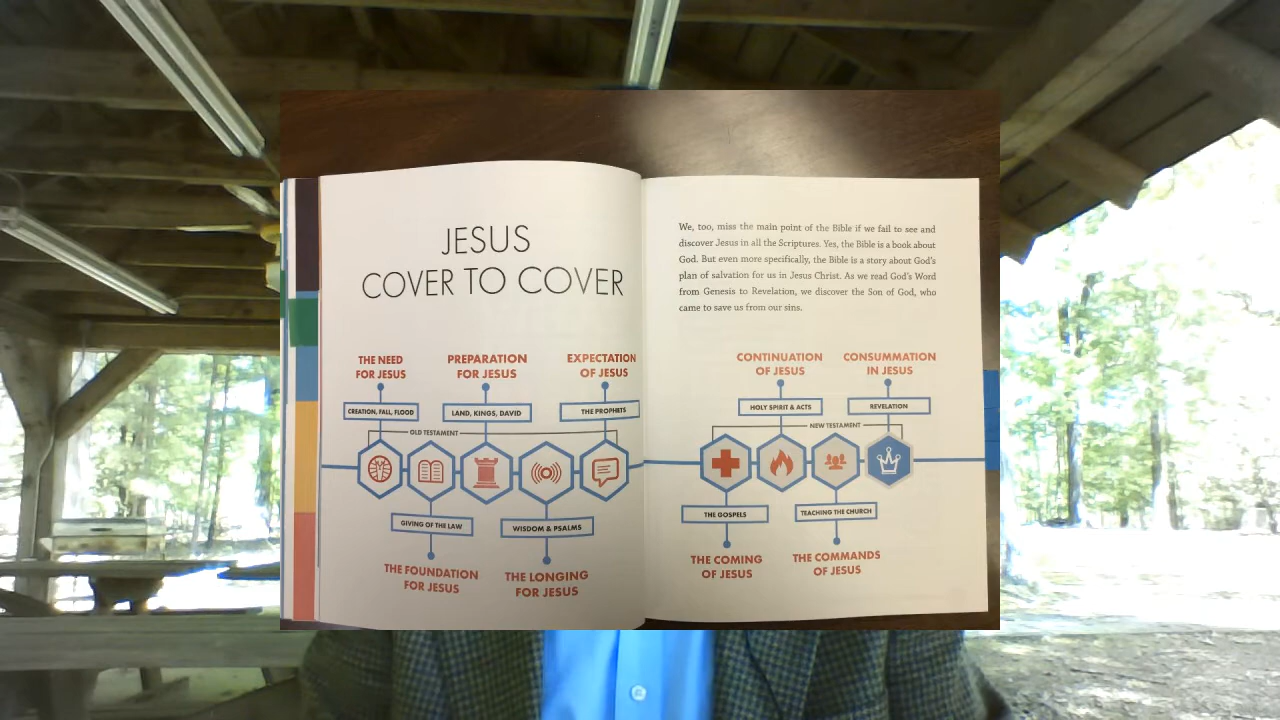 JESUS
COVER TO COVER
THE NEED
FOR JESUS
PREPARATION
FOR JESUS
EXPECTATION
OF JESUS
CREATION, FALL, FLOOD
LAND, KINGS, DAVID
THE PROPHETS
OLD TESTAMENT
GIVING OF THE LAW
WISDOM & PSALMS
THE FOUNDATION
FOR JESUS
THE LONGING
FOR JESUS
We, too, miss the main point of the Bible if we fail to see and
discover Jesus in all the Scriptures. Yes, the Bible is a book about
God. But even more specifically, the Bible is a story about God's
plan of salvation for us in Jesus Christ. As we read God's Word
from Genesis to Revelation, we discover the Son of God, who
came to save us from our sins.
CONTINUATION
OF JESUS
CONSUMMATION
IN JESUS
HOLY SPIRIT & ACTS
REVELATION
NEW TESTAMENT
THE GOSPELS
TEACHING THE CHURCH
THE COMING
OF JESUS
THE COMMANDS
OF JESUS